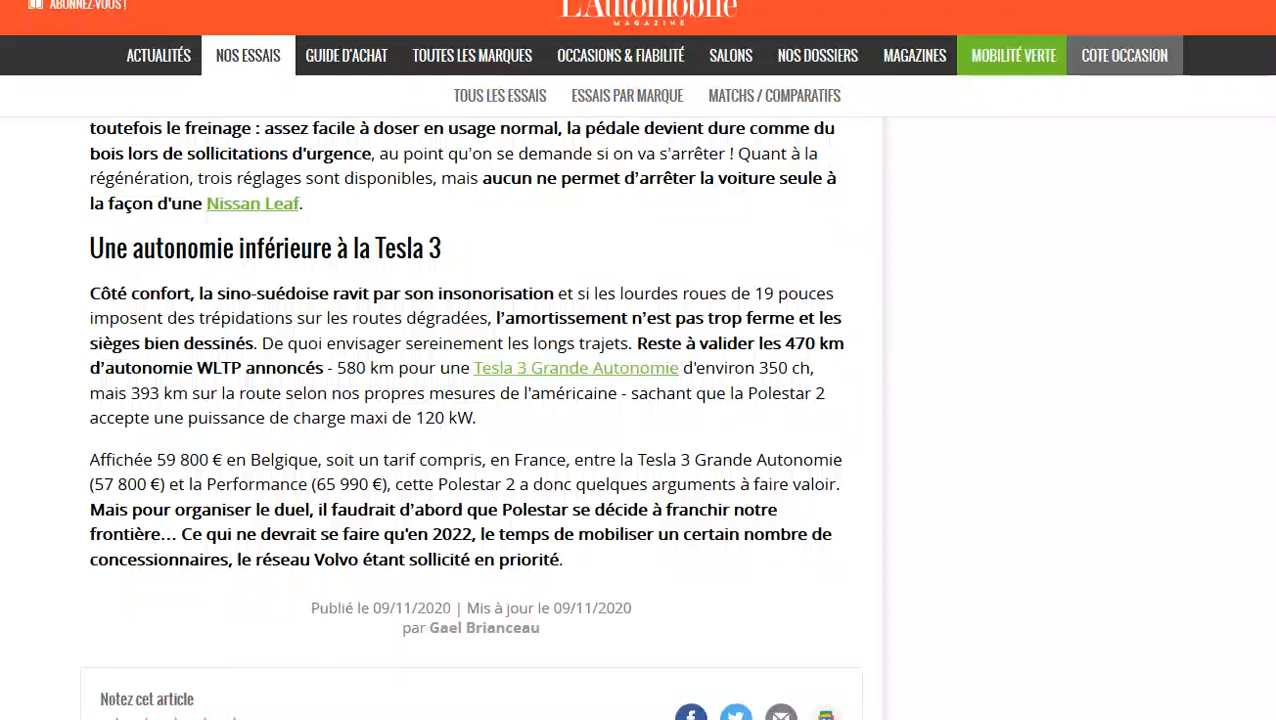 ABONNEZ-VOUS !
L'Automobile
MAGAZINE
ACTUALITÉS NOS ESSAIS GUIDE D'ACHAT TOUTES LES MARQUES OCCASIONS & FIABILITÉ SALONS NOS DOSSIERS MAGAZINES MOBILITÉ VERTE COTE OCCASION
TOUS LES ESSAIS ESSAIS PAR MARQUE MATCHS / COMPARATIFS
toutefois le freinage : assez facile à doser en usage normal, la pédale devient dure comme du
bois lors de sollicitations d'urgence, au point qu’on se demande si on va s’arrêter ! Quant à la
régénération, trois réglages sont disponibles, mais aucun ne permet d’arrêter la voiture seule à
la façon d'une Nissan Leaf.
Une autonomie inférieure à la Tesla 3
Côté confort, la sino-suédoise ravit par son insonorisation et si les lourdes roues de 19 pouces
imposent des trépidations sur les routes dégradées, l’amortissement n’est pas trop ferme et les
sièges bien dessinés. De quoi envisager sereinement les longs trajets. Reste à valider les 470 km
d’autonomie WLTP annoncés - 580 km pour une Tesla 3 Grande Autonomie d'environ 350 ch,
mais 393 km sur la route selon nos propres mesures de l'américaine - sachant que la Polestar 2
accepte une puissance de charge maxi de 120 kW.
Affichée 59 800 € en Belgique, soit un tarif compris, en France, entre la Tesla 3 Grande Autonomie
(57 800 €) et la Performance (65 990 €), cette Polestar 2 a donc quelques arguments à faire valoir.
Mais pour organiser le duel, il faudrait d’abord que Polestar se décide à franchir notre
frontière… Ce qui ne devrait se faire qu'en 2022, le temps de mobiliser un certain nombre de
concessionnaires, le réseau Volvo étant sollicité en priorité.
Publié le 09/11/2020 | Mis à jour le 09/11/2020
par Gael Brianceau
Notez cet article